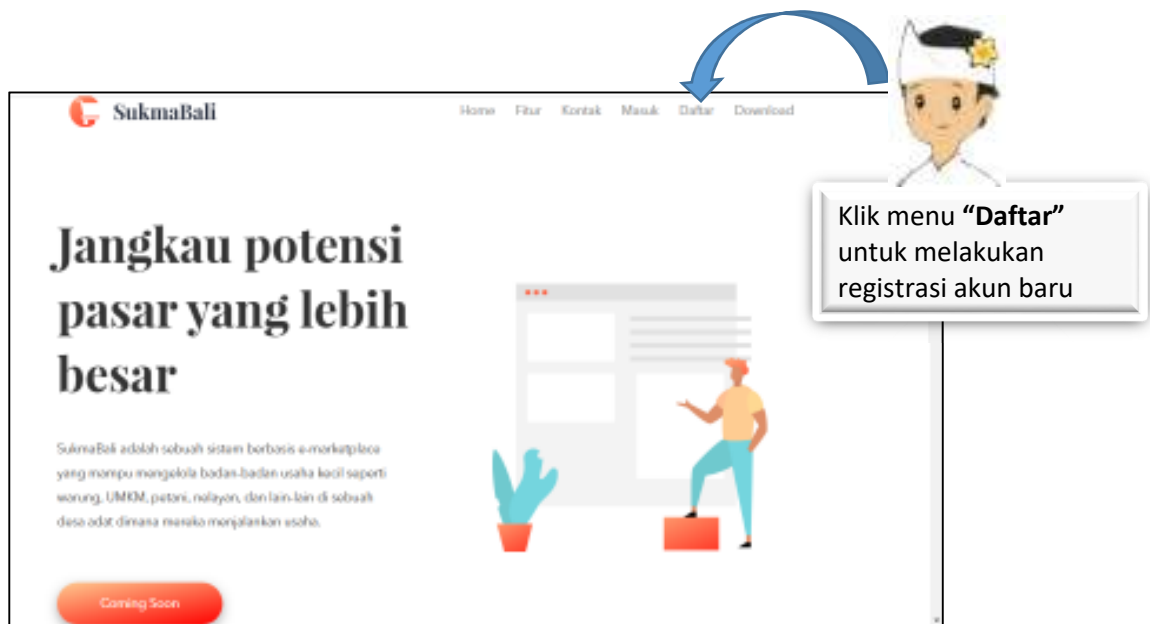 SukmaBali
Home Fitur Kontak Masuk Daftar Download
Klik menu “Daftar”
untuk melakukan
registrasi akun baru
Jangkau potensi
pasar yang lebih
besar
SukmaBali adalah sebuah sistem berbasis e-marketplace
yang mampu mengelola badan-badan usaha kecil seperti
warung, UMKM, petani, nelayan, dan lain-lain di sebuah
desa adat dimana mereka menjalankan usaha.
Coming Soon